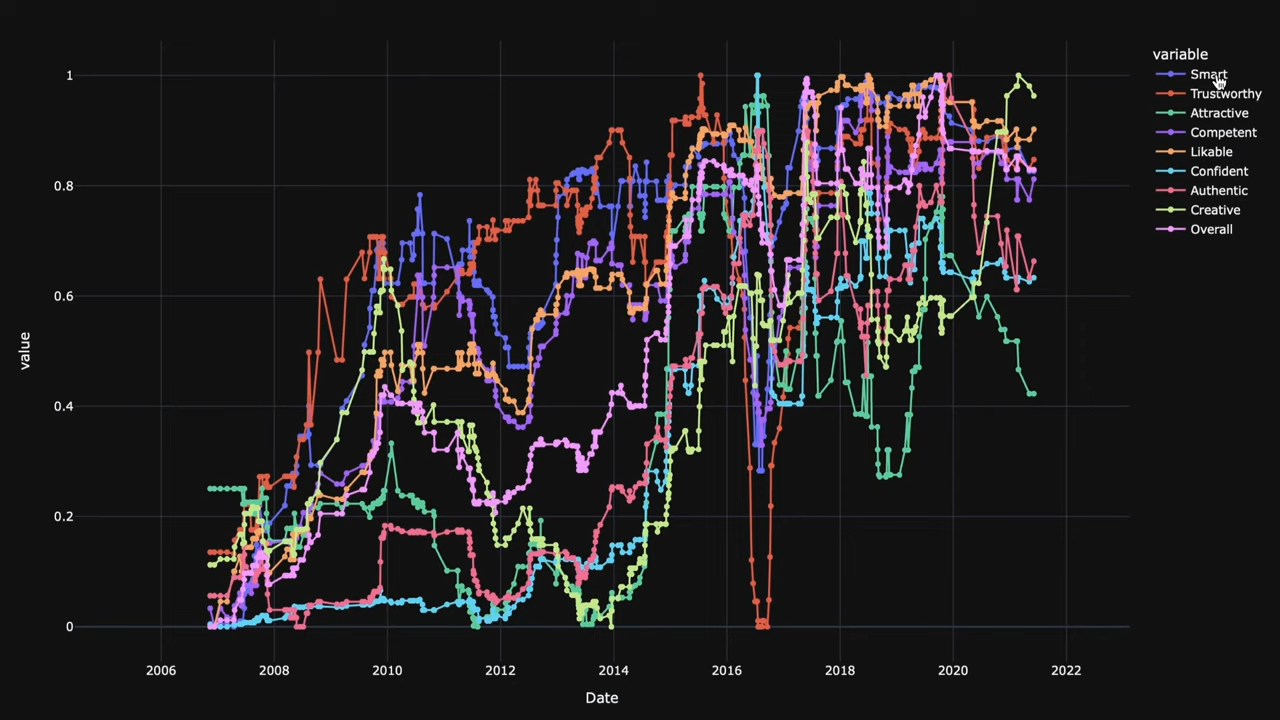 variable
Smart
Trustworthy
Attractive
Competent
Likable
Confident
Authentic
Creative
Overall
value
1
0.8
0.6
0.4
0.2
0
2006 2008 2010 2012 2014 2016 2018 2020 2022
Date